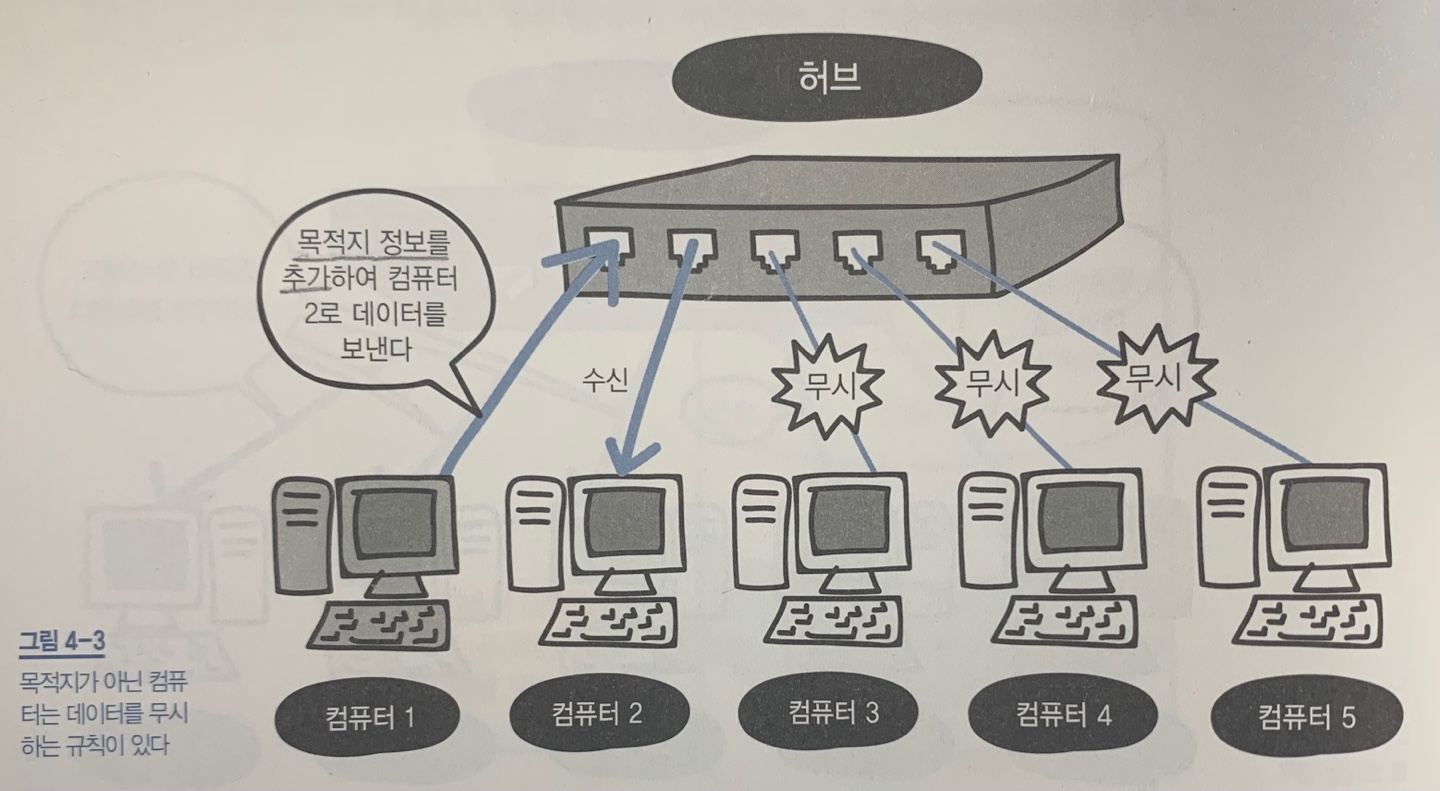 허브
목적지 정보를
추가하여 컴퓨터
2로 데이터를
보낸다
수신
무시
무시
무시
그림 4-3
목적지가 아닌 컴퓨
터는 데이터를 무시
하는 규칙이 있다
컴퓨터 1
컴퓨터 2
컴퓨터 3
컴퓨터 4
컴퓨터 5